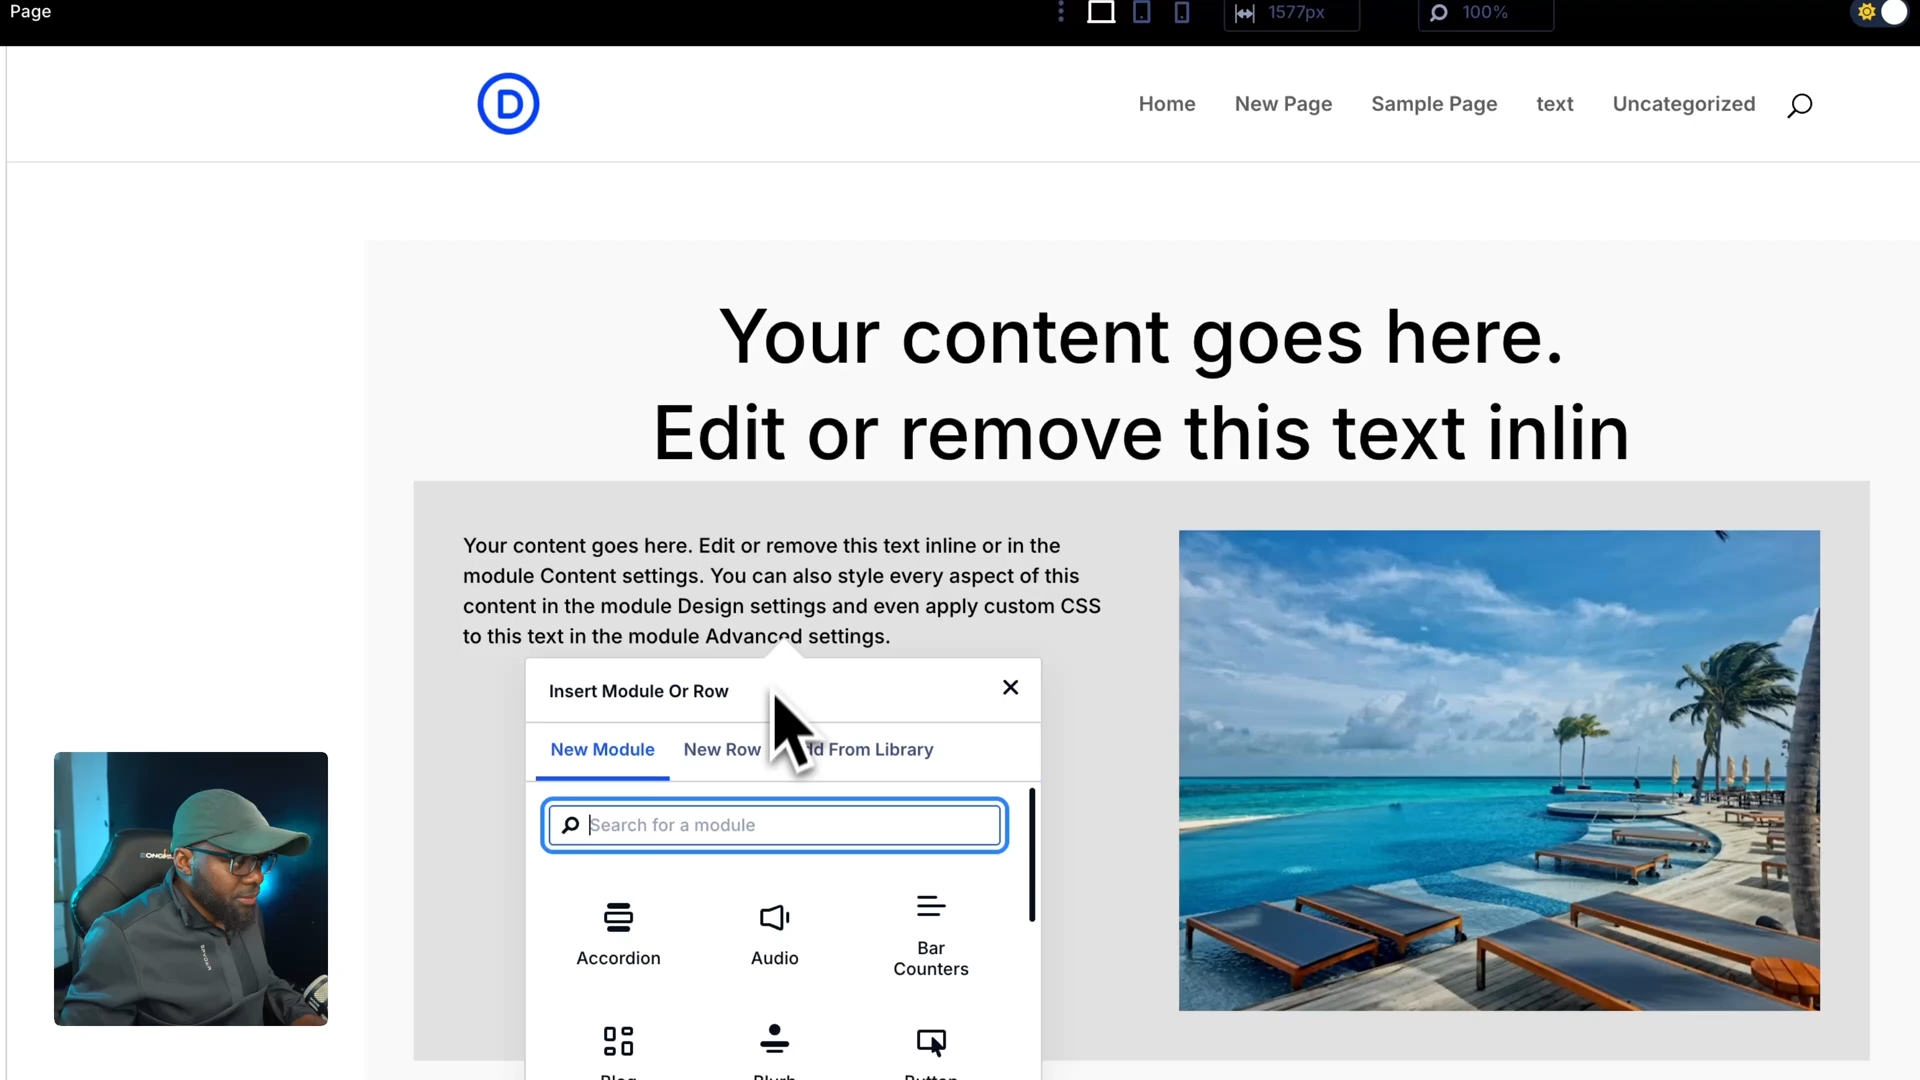 Page
1577px
100%
D
Home
New Page
Sample Page
text
Uncategorized
Your content goes here.
Edit or remove this text inlin
Your content goes here. Edit or remove this text inline or in the
module Content settings. You can also style every aspect of this
content in the module Design settings and even apply custom CSS
to this text in the module Advanced settings.
Insert Module Or Row
New Module
New Row
From Library
Search for a module
Accordion
Audio
Bar
Counters
Blog
Blurb
Button